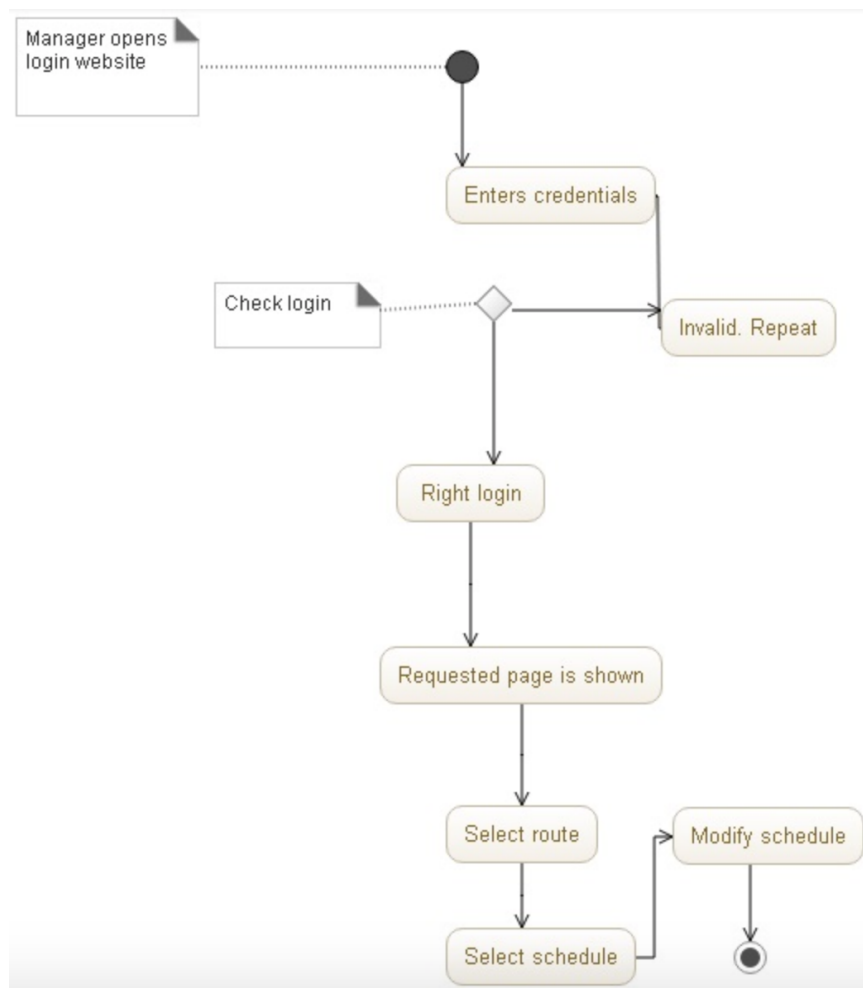 Manager opens
login website
Enters credentials
Check login
Invalid. Repeat
Right login
Requested page is shown
Select route
Modify schedule
Select schedule